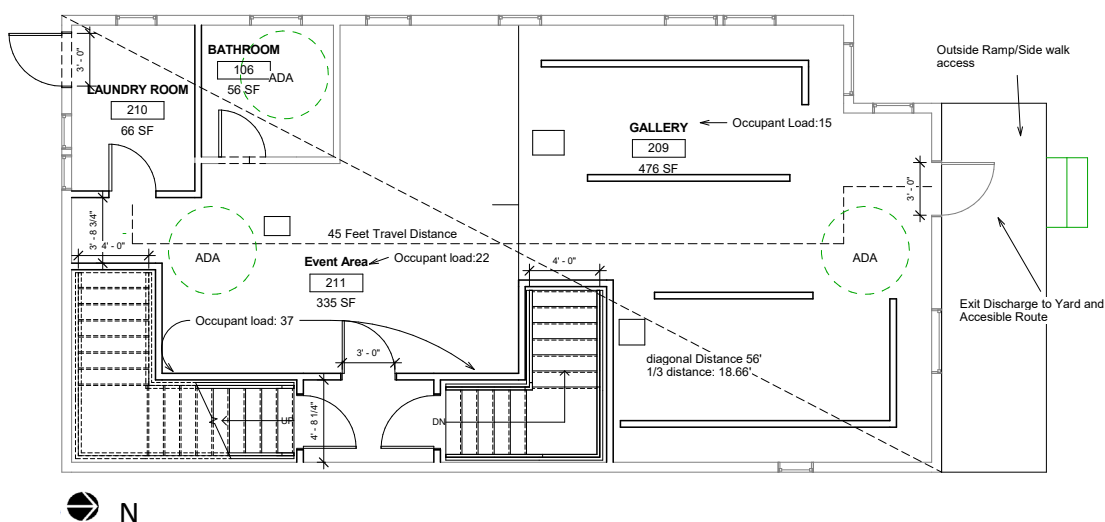 Outside Ramp/Side walk
access
BATHROOM
106
ADA
56 SF
3' - 0"
LAUNDRY ROOM
210
66 SF
GALLERY
Occupant Load:15
209
476 SF
3' - 0"
3' - 8 3/4"
4' - 0"
45 Feet Travel Distance
ADA
Event Area
Occupant load:22
211
335 SF
4' - 0"
ADA
Exit Discharge to Yard and
Accesible Route
Occupant load: 37
3' - 0"
diagonal Distance 56'
1/3 distance: 18.66'
UP
DN
4' - 8 1/4"
N